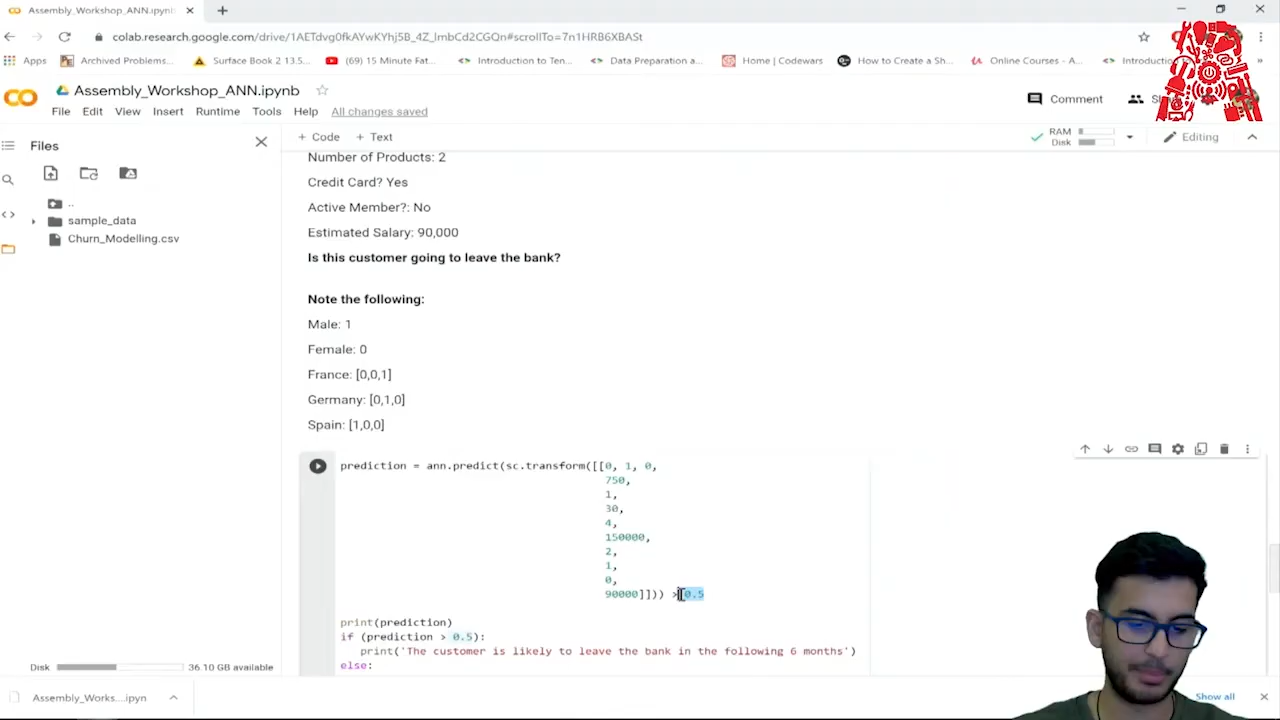 Assembly_Workshop_ANN.ipynb
colab.research.google.com/drive/1AETdvg0fkAYwKYhj5B_4Z_lmbCd2CGQn#scrollTo=7n1HRB6XBASt
Apps
Archived Problems...
Surface Book 2 13.5...
(69) 15 Minute Fat...
Introduction to Ten...
Data Preparation a...
Home | Codewars
How to Create a Sh...
Online Courses - A...
Assembly_Workshop_ANN.ipynb
Comment
File Edit View Insert Runtime Tools Help All changes saved
Files
+ Code + Text
RAM
Disk
Editing
..
sample_data
Churn_Modelling.csv
Number of Products: 2
Credit Card? Yes
Active Member?: No
Estimated Salary: 90,000
Is this customer going to leave the bank?
Note the following:
Male: 1
Female: 0
France: [0,0,1]
Germany: [0,1,0]
Spain: [1,0,0]
prediction = ann.predict(sc.transform([[0, 1, 0,
750,
1,
30,
4,
150000,
2,
1,
0,
90000]])) > 0.5
print(prediction)
if (prediction > 0.5):
print('The customer is likely to leave the bank in the following 6 months')
else:
Disk 36.10 GB available
Assembly_Works....ipyn
Show all